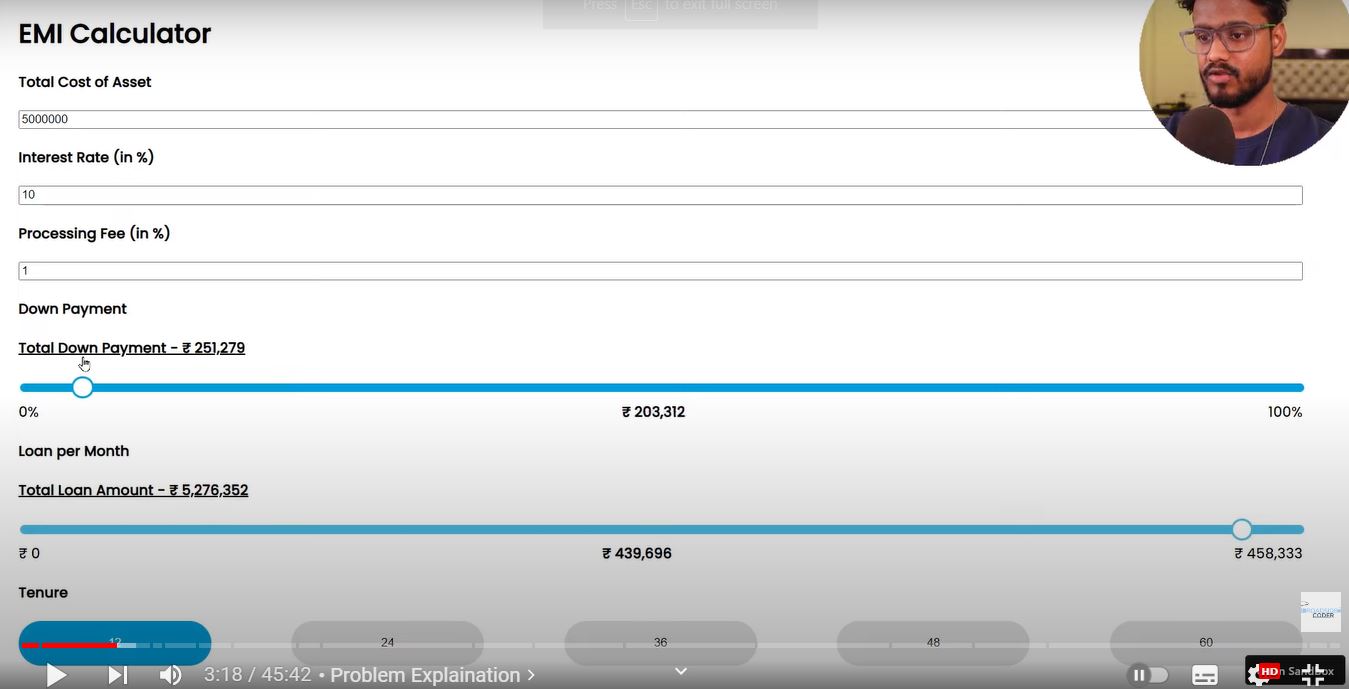 Press Esc to exit full screen
EMI Calculator
Total Cost of Asset
5000000
Interest Rate (in %)
10
Processing Fee (in %)
1
Down Payment
Total Down Payment - ₹ 251,279
0% ₹ 203,312 100%
Loan per Month
Total Loan Amount - ₹ 5,276,352
₹ 0 ₹ 439,696 ₹ 458,333
Tenure
12 24 36 48 60
CODER
3:18 / 45:42 • Problem Explaination >
HD Sandbox